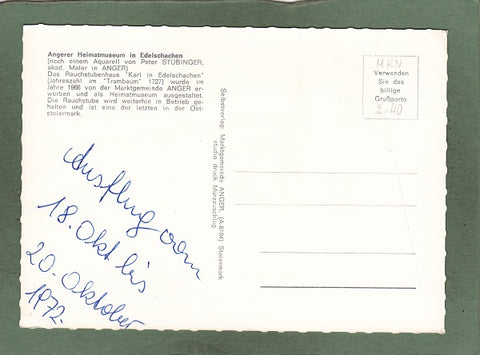 Angerer Heimatmuseum in Edelschachen
(nach einem Aquarell von Peter STÜBINGER,
akad. Maler in ANGER)
Das Rauchstubenhaus "Karl in Edelschachen"
(Jahreszahl im "Trambaum" 1727) wurde im
Jahre 1968 von der Marktgemeinde ANGER er-
worben und als Heimatmuseum ausgestaltet.
Die Rauchstube wird weiterhin in Betrieb ge-
halten und ist eine der letzten in der Ost-
steiermark.
MKN
Verwenden
Sie das
billige
Grußporto
2-40
Selbstverlag: Marktgemeinde ANGER (A-8184) Steiermark
studio druck Mürzzuschlag
Ausflug vom
18. Okt bis
20. Oktober
1972.